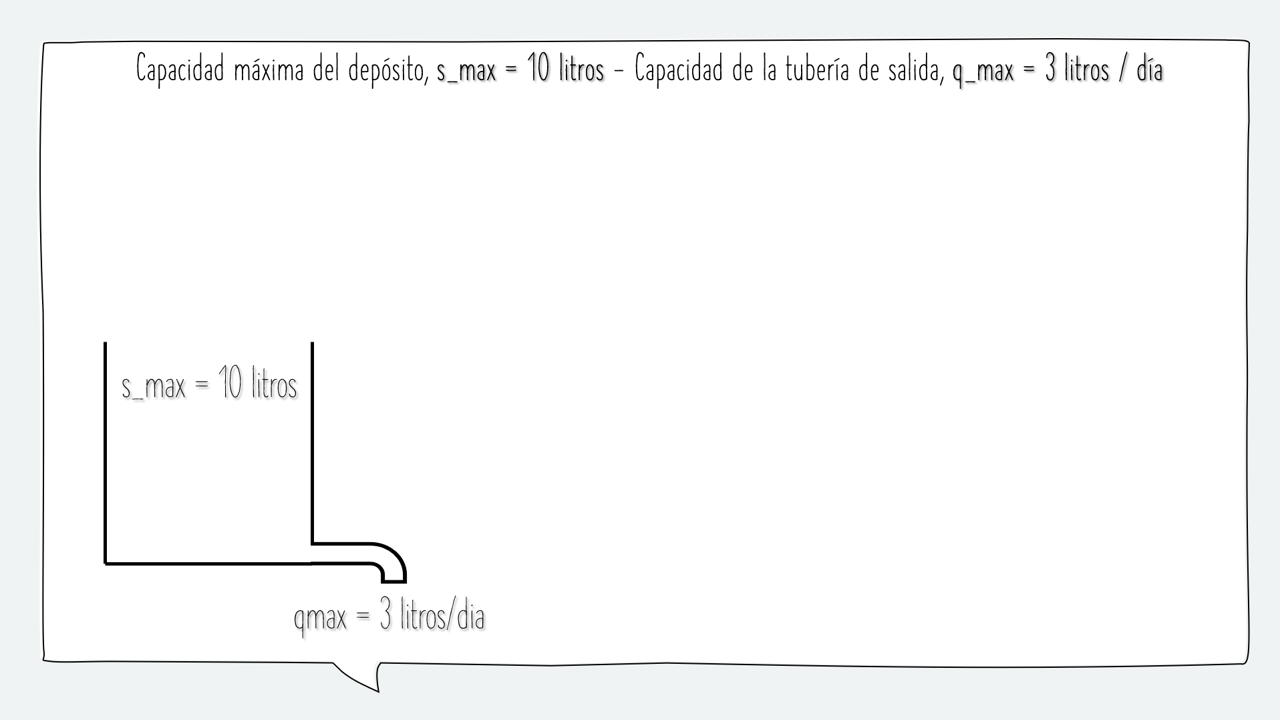 Capacidad máxima del depósito, s_max = 10 litros – Capacidad de la tubería de salida, q_max = 3 litros / día
s_max = 10 litros
qmax = 3 litros/dia